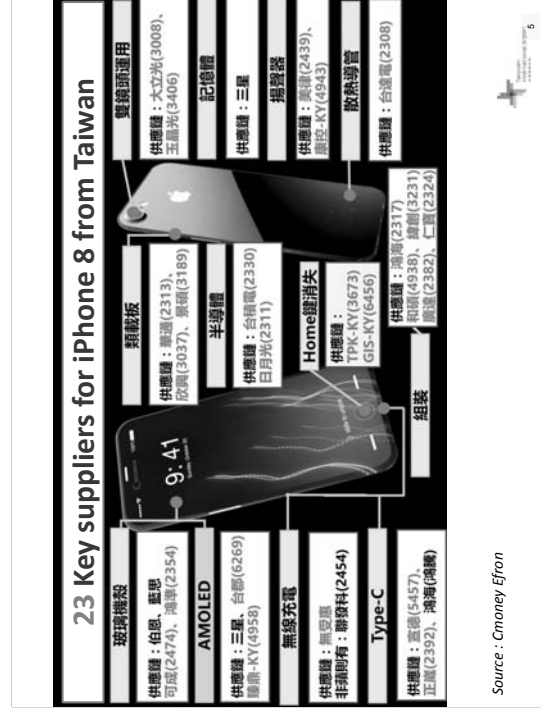 23 Key suppliers for iPhone 8 from Taiwan
玻璃機殼
供應鏈：伯恩、藍思
可成(2474)、鴻準(2354)
AMOLED
供應鏈：三星、台郡(6269)
臻鼎-KY(4958)
無線充電
供應鏈：無受惠
非蘋則有：聯發科(2454)
Type-C
供應鏈：宣德(5457)、
正崴(2392)、鴻海(鴻騰)
9:41
類載板
供應鏈：華通(2313)、
欣興(3037)、景碩(3189)
半導體
供應鏈：台積電(2330)
日月光(2311)
Home鍵消失
供應鏈：
TPK-KY(3673)
GIS-KY(6456)
組裝
供應鏈：鴻海(2317)
和碩(4938)、緯創(3231)
廣達(2382)、仁寶(2324)
雙鏡頭運用
供應鏈：大立光(3008)、
玉晶光(3406)
記憶體
供應鏈：三星
揚聲器
供應鏈：美律(2439)、
康控-KY(4943)
散熱導管
供應鏈：台達電(2308)
Source : Cmoney Efron
Taoyuan
International Airport
5